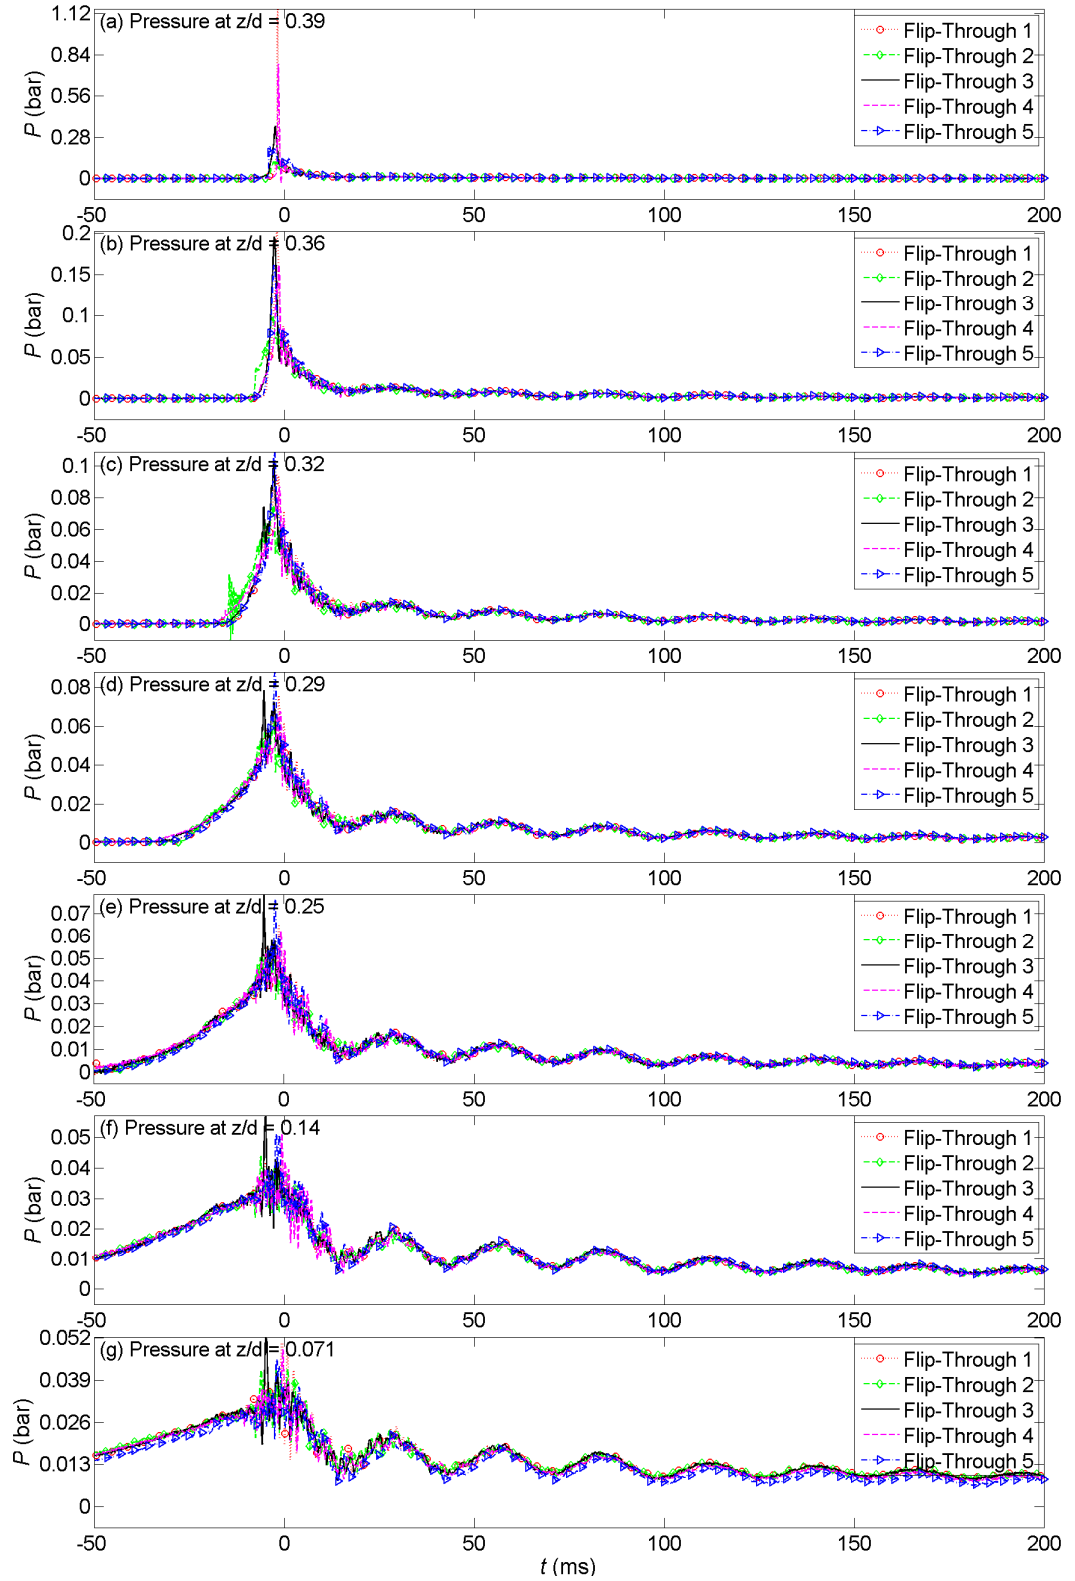 (a) Pressure at z/d = 0.39
1.12
0.84
0.56
0.28
0
P (bar)
-50 0 50 100 150 200
Flip-Through 1
Flip-Through 2
Flip-Through 3
Flip-Through 4
Flip-Through 5
(b) Pressure at z/d = 0.36
0.2
0.15
0.1
0.05
0
P (bar)
-50 0 50 100 150 200
Flip-Through 1
Flip-Through 2
Flip-Through 3
Flip-Through 4
Flip-Through 5
(c) Pressure at z/d = 0.32
0.1
0.08
0.06
0.04
0.02
0
P (bar)
-50 0 50 100 150 200
Flip-Through 1
Flip-Through 2
Flip-Through 3
Flip-Through 4
Flip-Through 5
(d) Pressure at z/d = 0.29
0.08
0.06
0.04
0.02
0
P (bar)
-50 0 50 100 150 200
Flip-Through 1
Flip-Through 2
Flip-Through 3
Flip-Through 4
Flip-Through 5
(e) Pressure at z/d = 0.25
0.07
0.06
0.05
0.04
0.03
0.02
0.01
0
P (bar)
-50 0 50 100 150 200
Flip-Through 1
Flip-Through 2
Flip-Through 3
Flip-Through 4
Flip-Through 5
(f) Pressure at z/d = 0.14
0.05
0.04
0.03
0.02
0.01
0
P (bar)
-50 0 50 100 150 200
Flip-Through 1
Flip-Through 2
Flip-Through 3
Flip-Through 4
Flip-Through 5
(g) Pressure at z/d = 0.071
0.052
0.039
0.026
0.013
0
P (bar)
-50 0 50 100 150 200
Flip-Through 1
Flip-Through 2
Flip-Through 3
Flip-Through 4
Flip-Through 5
t (ms)